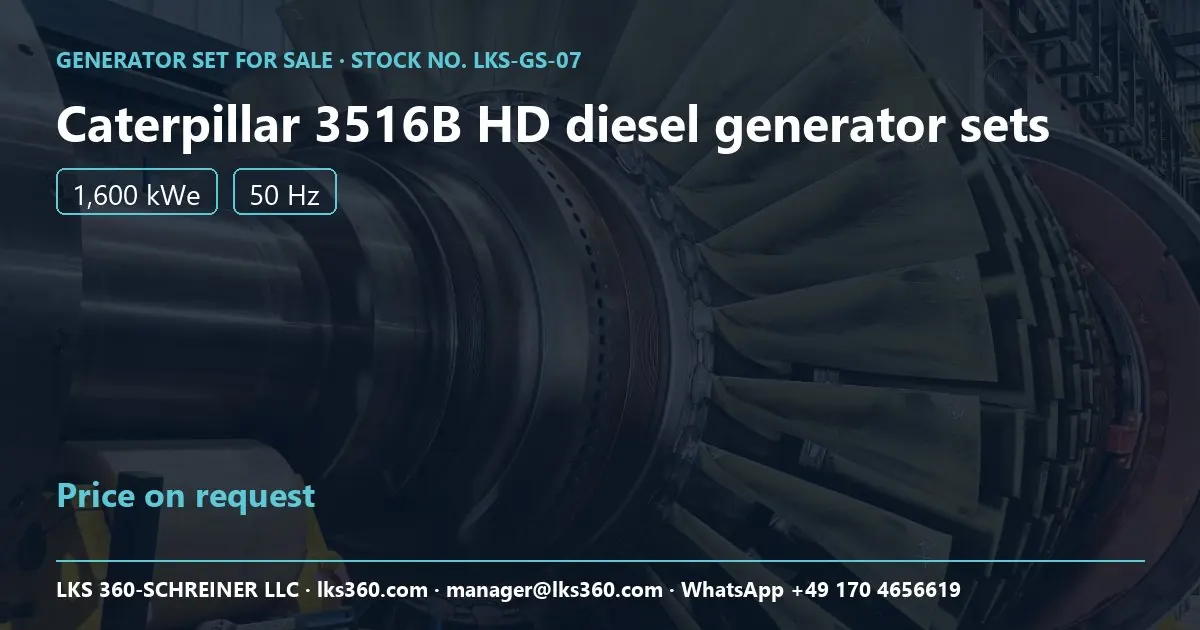 GENERATOR SET FOR SALE · STOCK NO. LKS-GS-07
Caterpillar 3516B HD diesel generator sets
1,600 kWe 50 Hz
Price on request
LKS 360-SCHREINER LLC · lks360.com · manager@lks360.com · WhatsApp +49 170 4656619